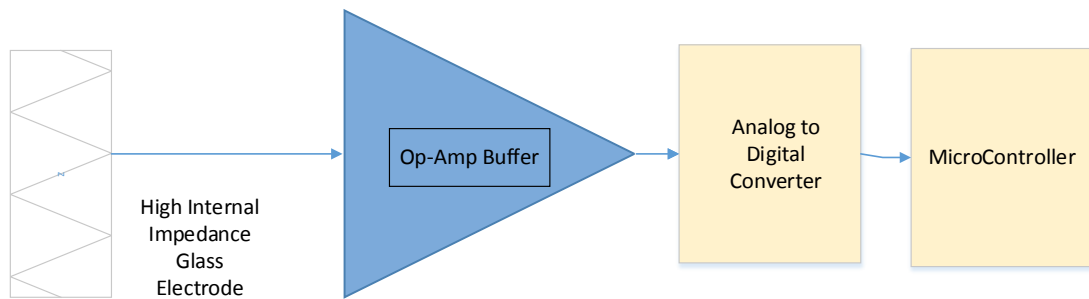 High Internal
Impedance
Glass
Electrode
Op-Amp Buffer
Analog to
Digital
Converter
MicroController